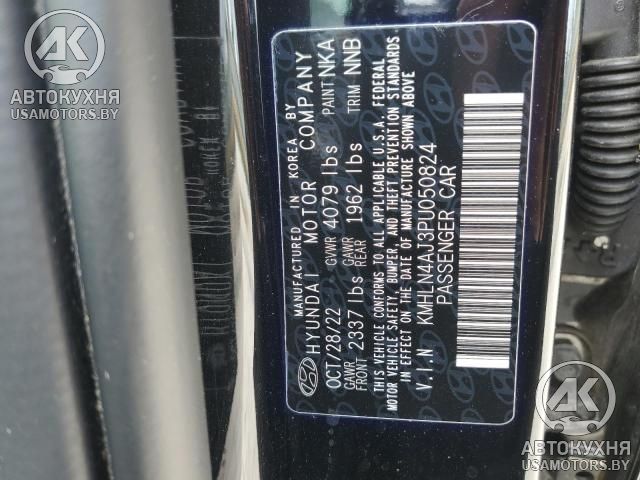 MANUFACTURED IN KOREA BY
HYUNDAI MOTOR COMPANY
OCT/28/22 GVWR 4079 lbs PAINT NKA
GAWR FRONT 2337 lbs GAWR REAR 1962 lbs TRIM NNB
THIS VEHICLE CONFORMS TO ALL APPLICABLE U.S.A. FEDERAL
MOTOR VEHICLE SAFETY, BUMPER, AND THEFT PREVENTION STANDARDS
IN EFFECT ON THE DATE OF MANUFACTURE SHOWN ABOVE
V.I.N KMHLN4AJ3PU050824
PASSENGER CAR
АК
АВТОКУХНЯ
USAMOTORS.BY
АК
АВТОКУХНЯ
USAMOTORS.BY